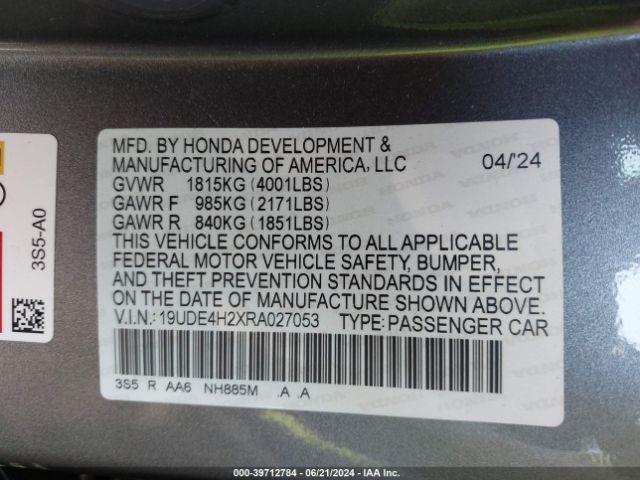 MFD. BY HONDA DEVELOPMENT &
MANUFACTURING OF AMERICA, LLC 04/'24
GVWR 1815KG (4001LBS)
GAWR F 985KG (2171LBS)
GAWR R 840KG (1851LBS)
THIS VEHICLE CONFORMS TO ALL APPLICABLE
FEDERAL MOTOR VEHICLE SAFETY, BUMPER,
AND THEFT PREVENTION STANDARDS IN EFFECT
ON THE DATE OF MANUFACTURE SHOWN ABOVE.
V.I.N.: 19UDE4H2XRA027053 TYPE: PASSENGER CAR
3S5 R AA6 NH885M .A .A
3S5-A0
000-39712784 - 06/21/2024 - IAA Inc.